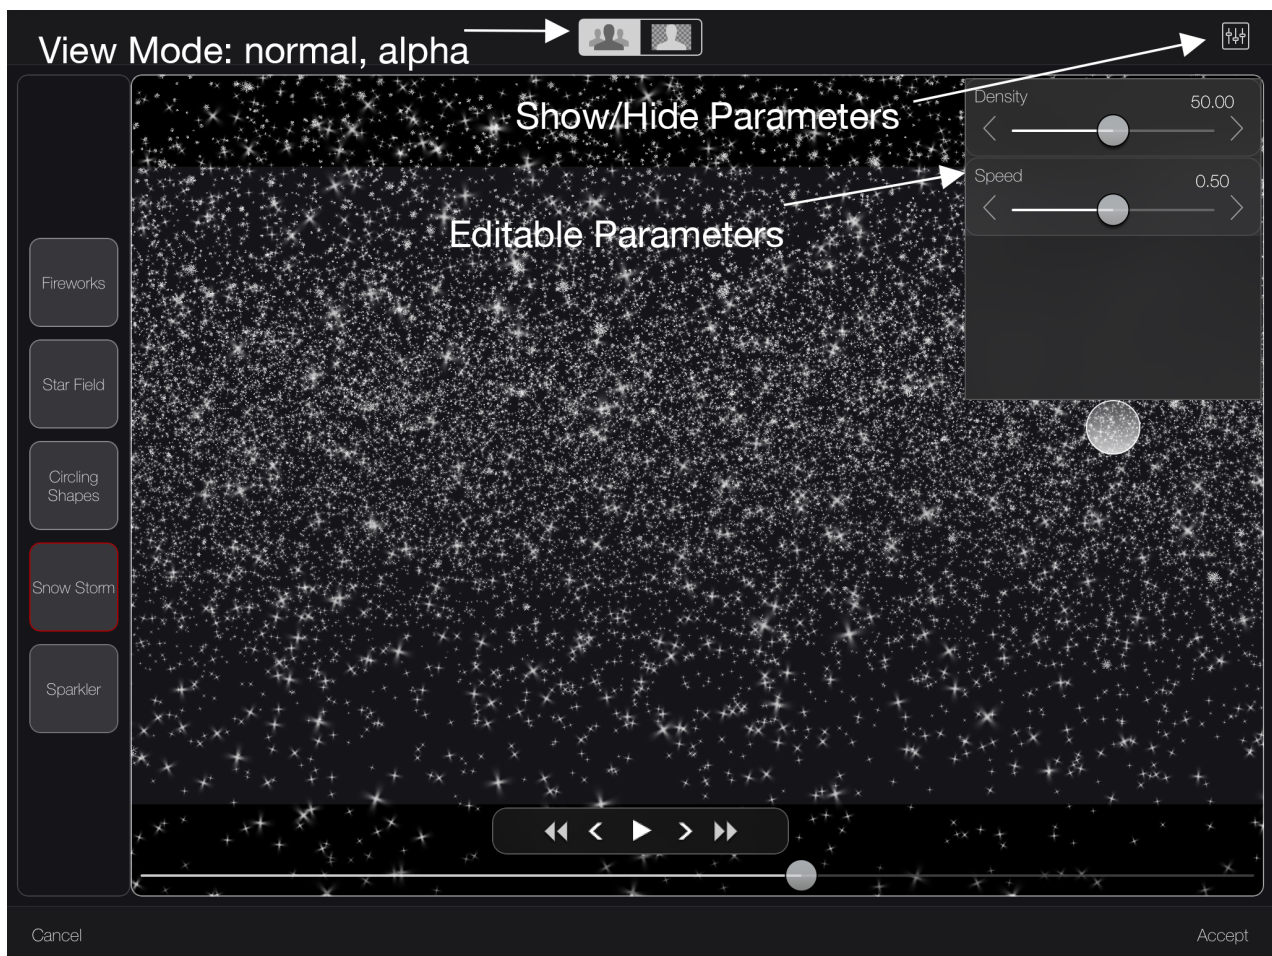 View Mode: normal, alpha
Show/Hide Parameters
Density
50.00
Speed
0.50
Editable Parameters
Fireworks
Star Field
Circling
Shapes
Snow Storm
Sparkler
Cancel
Accept